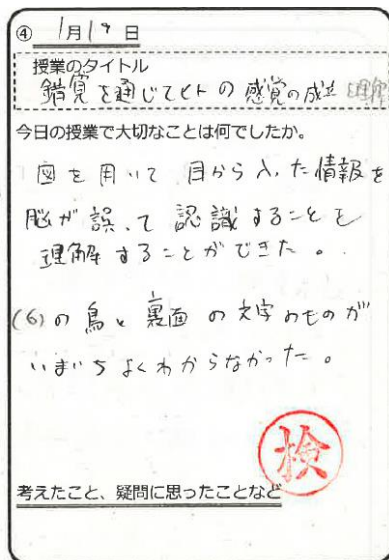 ④ 1月19日
授業のタイトル
錯覚を通じてヒトの感覚の成立 理解
今日の授業で大切なことは何でしたか。
図を用いて 目から入った情報を
脳が誤って認識することを
理解することができた。
(6)の鳥と裏面の文字のものが
いまいちよくわからなかった。
検
考えたこと、疑問に思ったことなど